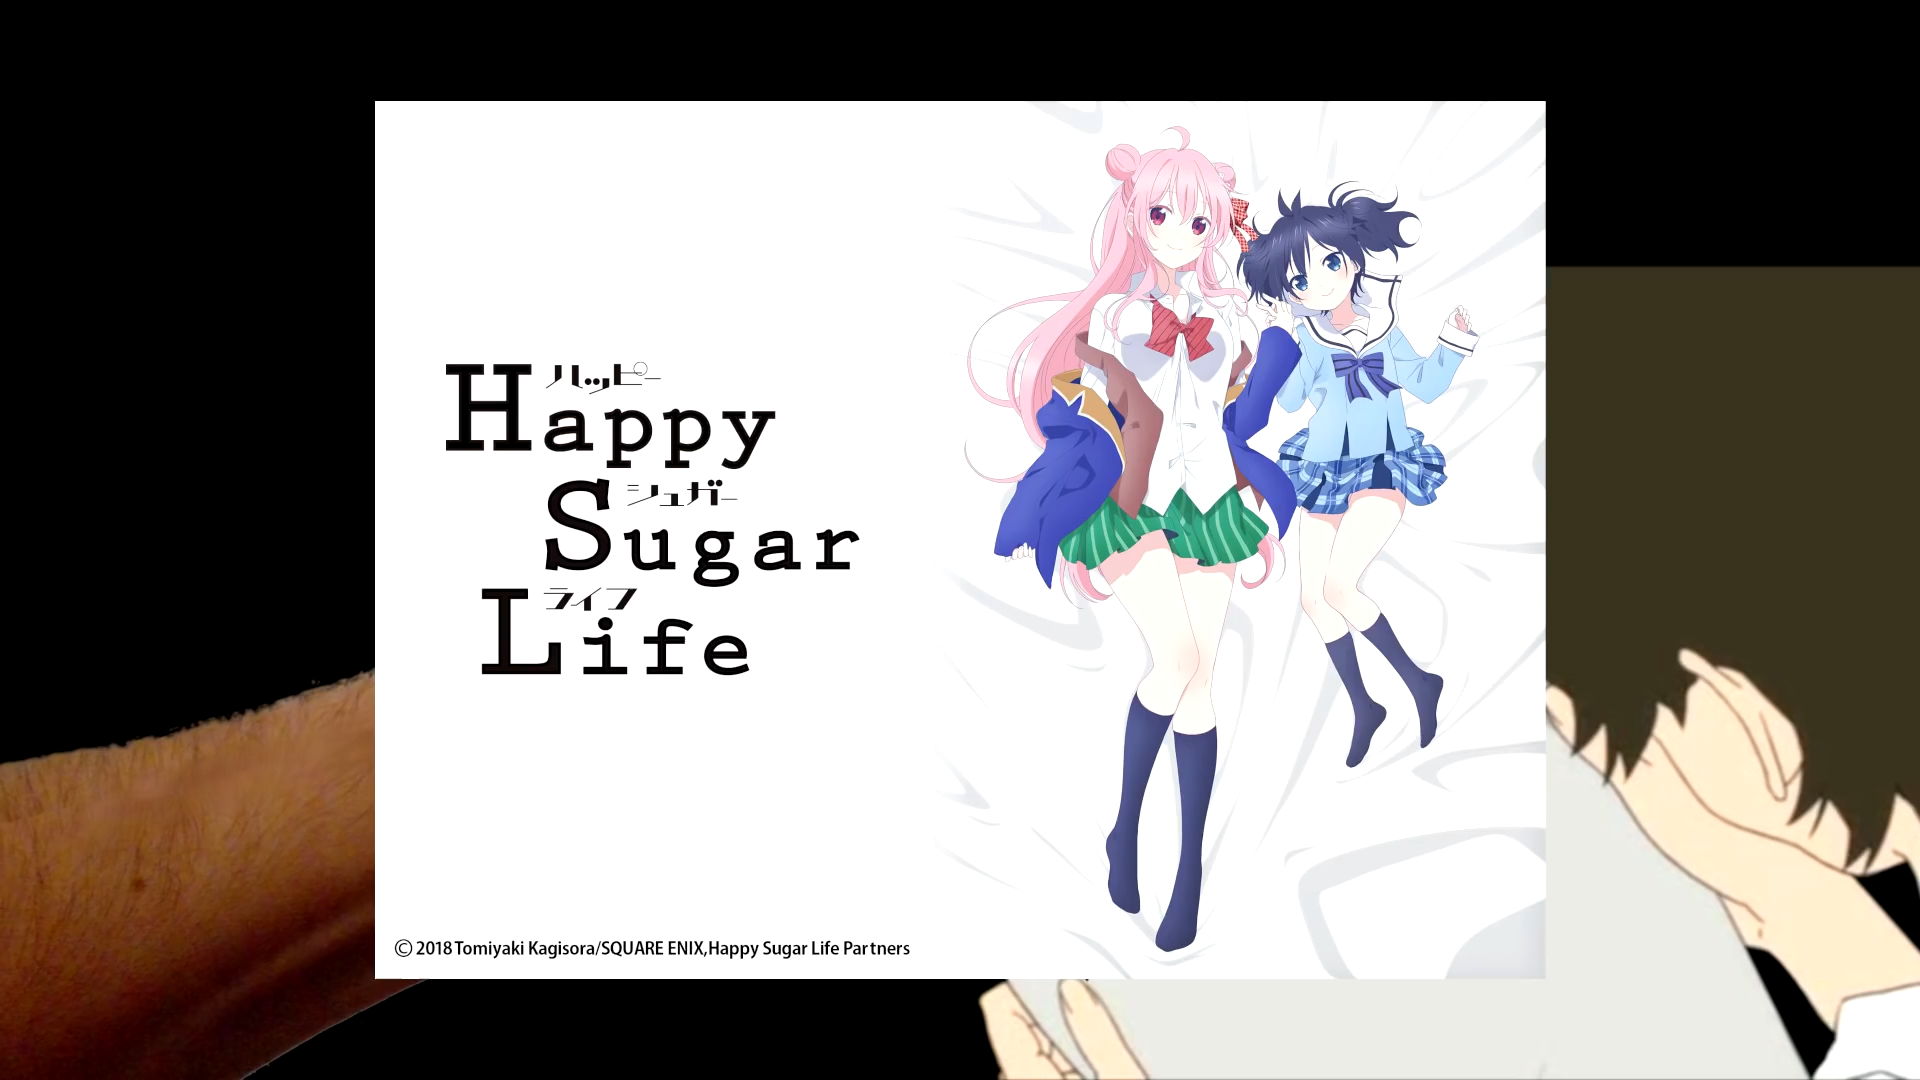 ハッピー
Happy
シュガー
Sugar
ライフ
Life
© 2018 Tomiyaki Kagisora/SQUARE ENIX,Happy Sugar Life Partners